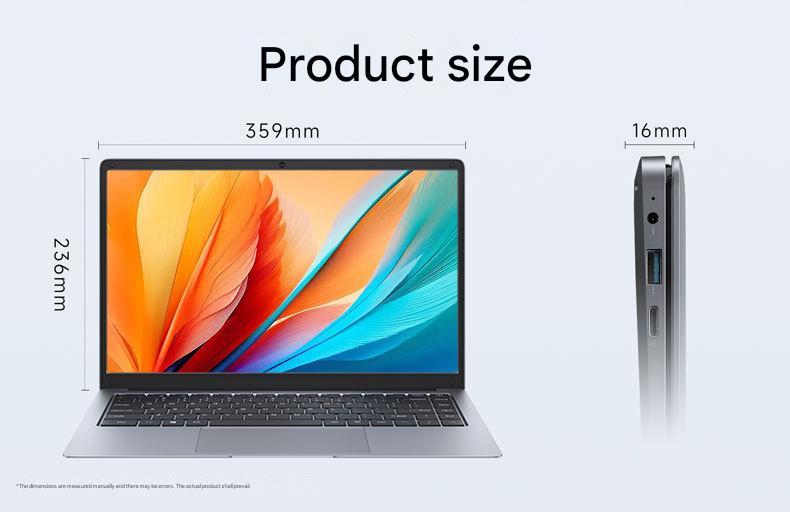 Product size
359mm
16mm
236mm
*The dimensions are measured manually and there may be errors. The actual product shall prevail.